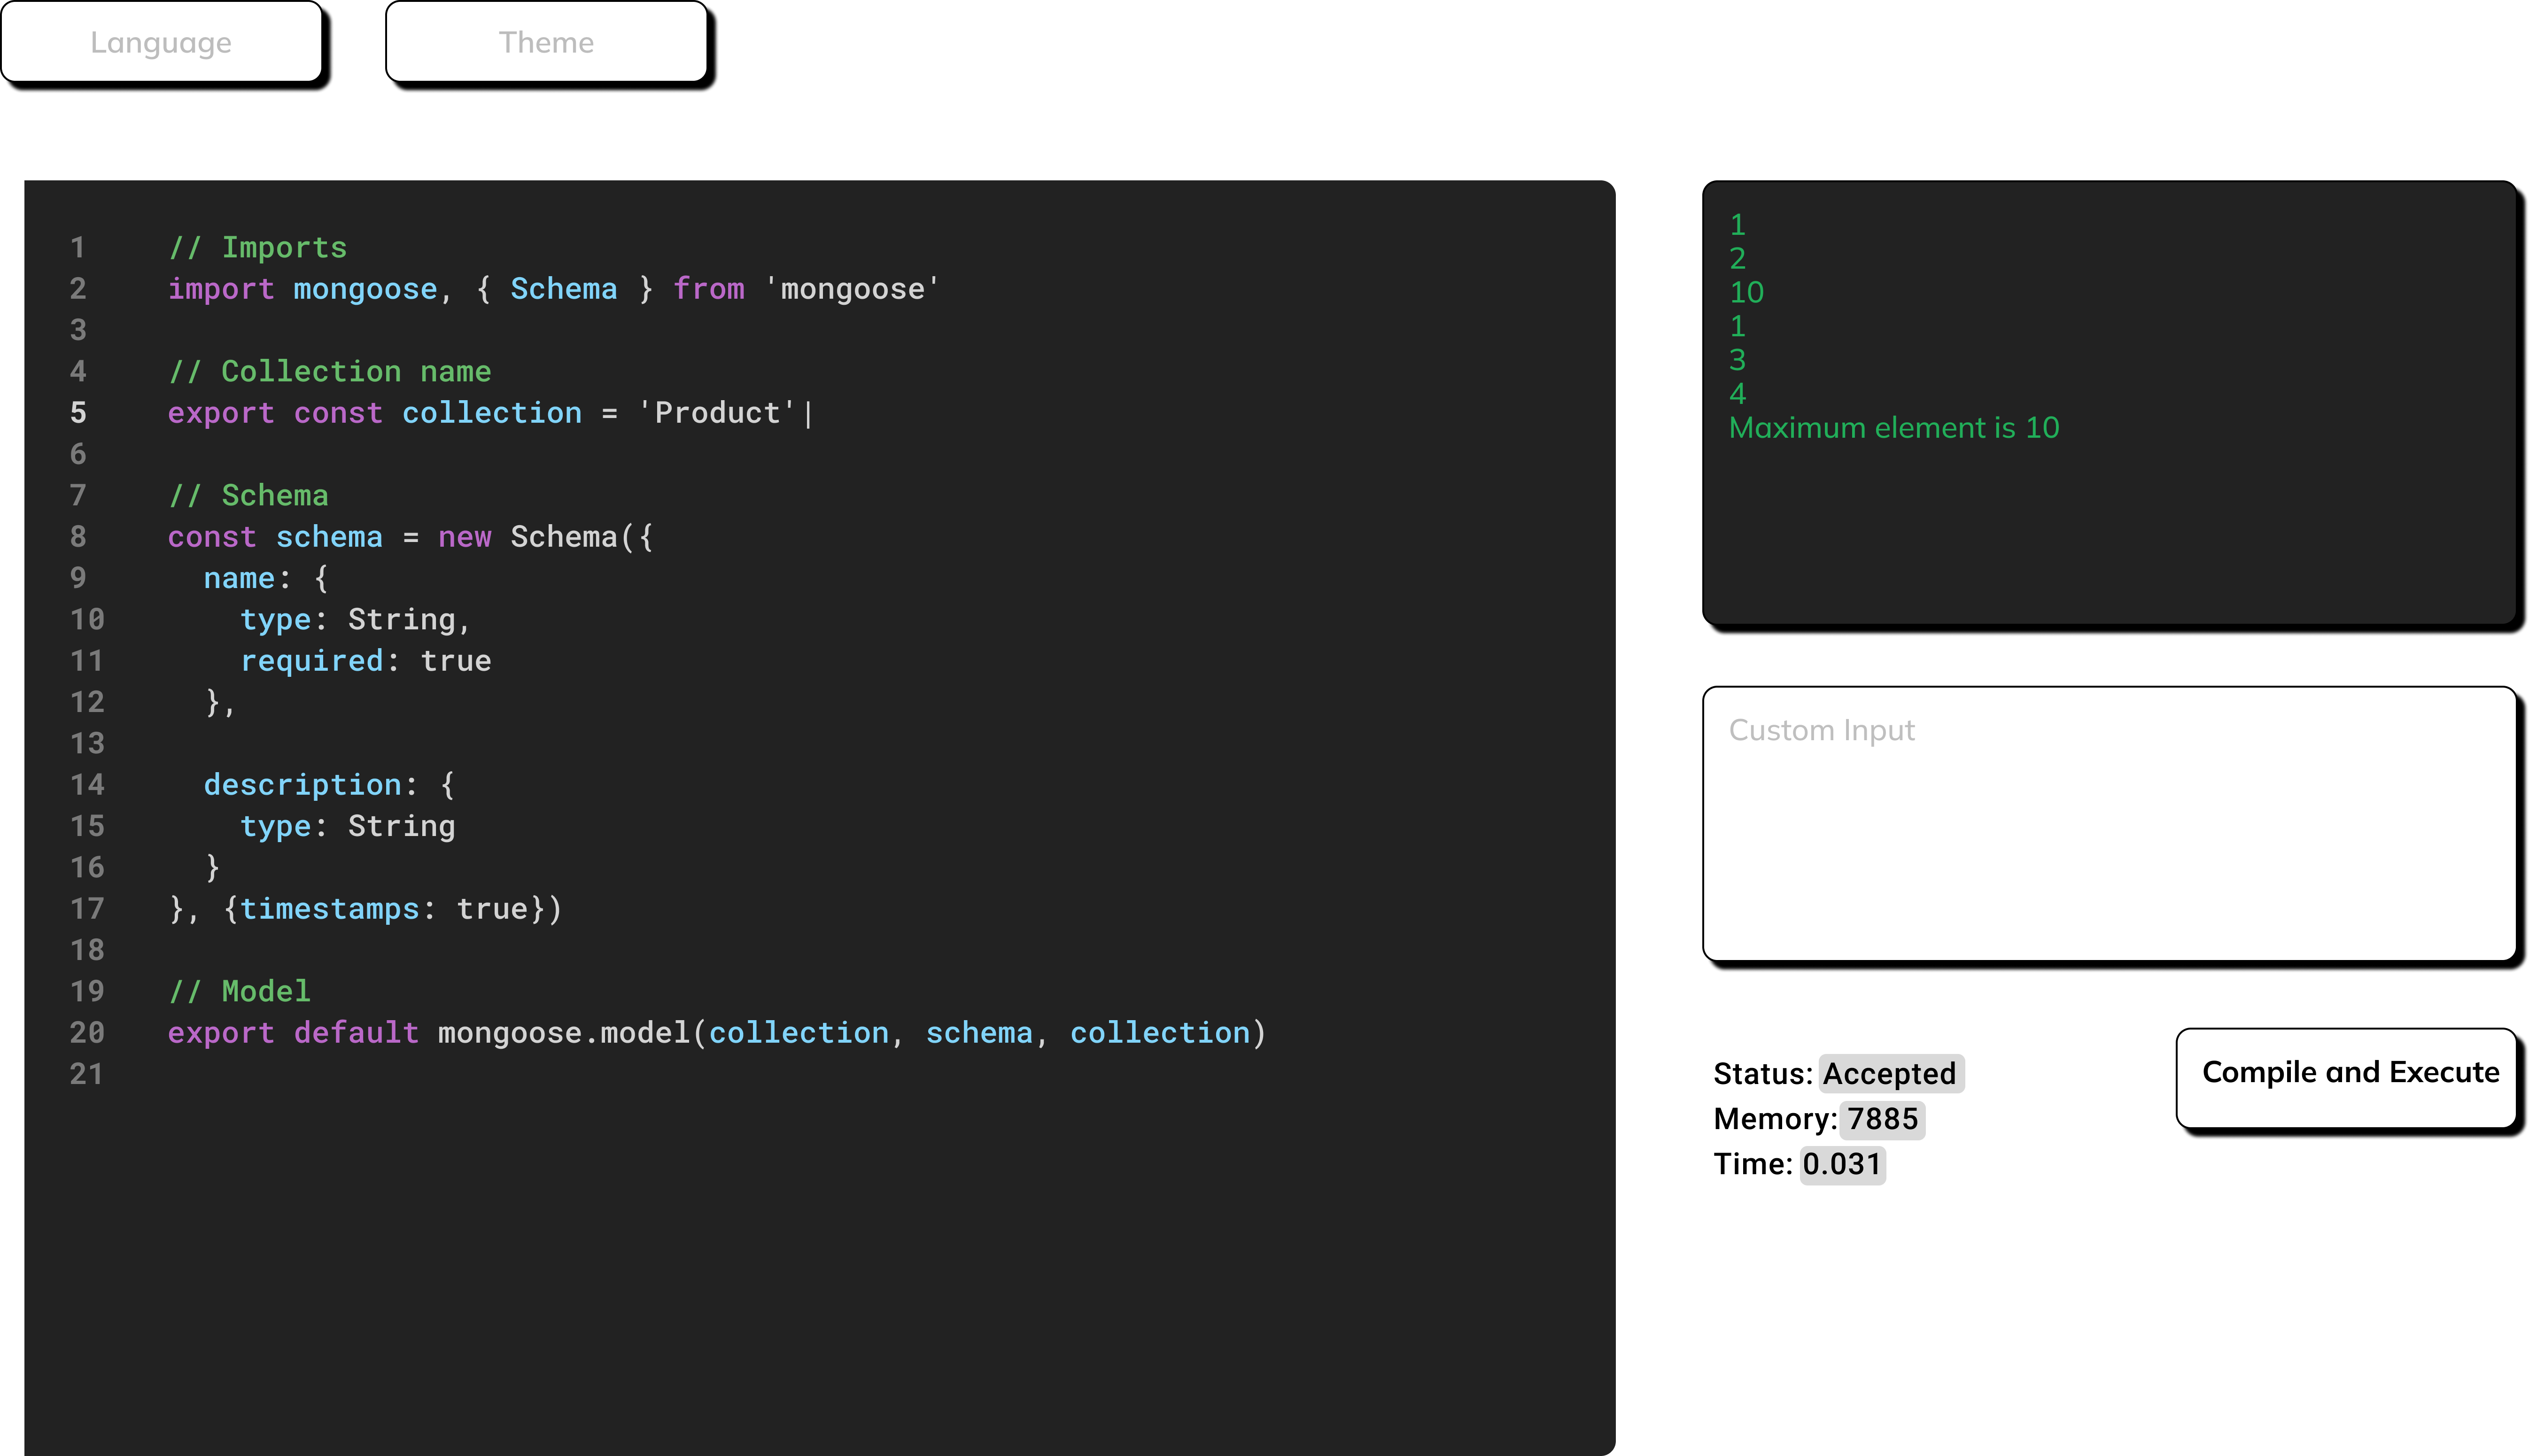 Language
Theme
1 // Imports
2 import mongoose, { Schema } from 'mongoose'
3
4 // Collection name
5 export const collection = 'Product'|
6
7 // Schema
8 const schema = new Schema({
9   name: {
10     type: String,
11     required: true
12   },
13
14   description: {
15     type: String
16   }
17 }, {timestamps: true})
18
19 // Model
20 export default mongoose.model(collection, schema, collection)
21
1
2
10
1
3
4
Maximum element is 10
Custom Input
Status: Accepted
Memory: 7885
Time: 0.031
Compile and Execute